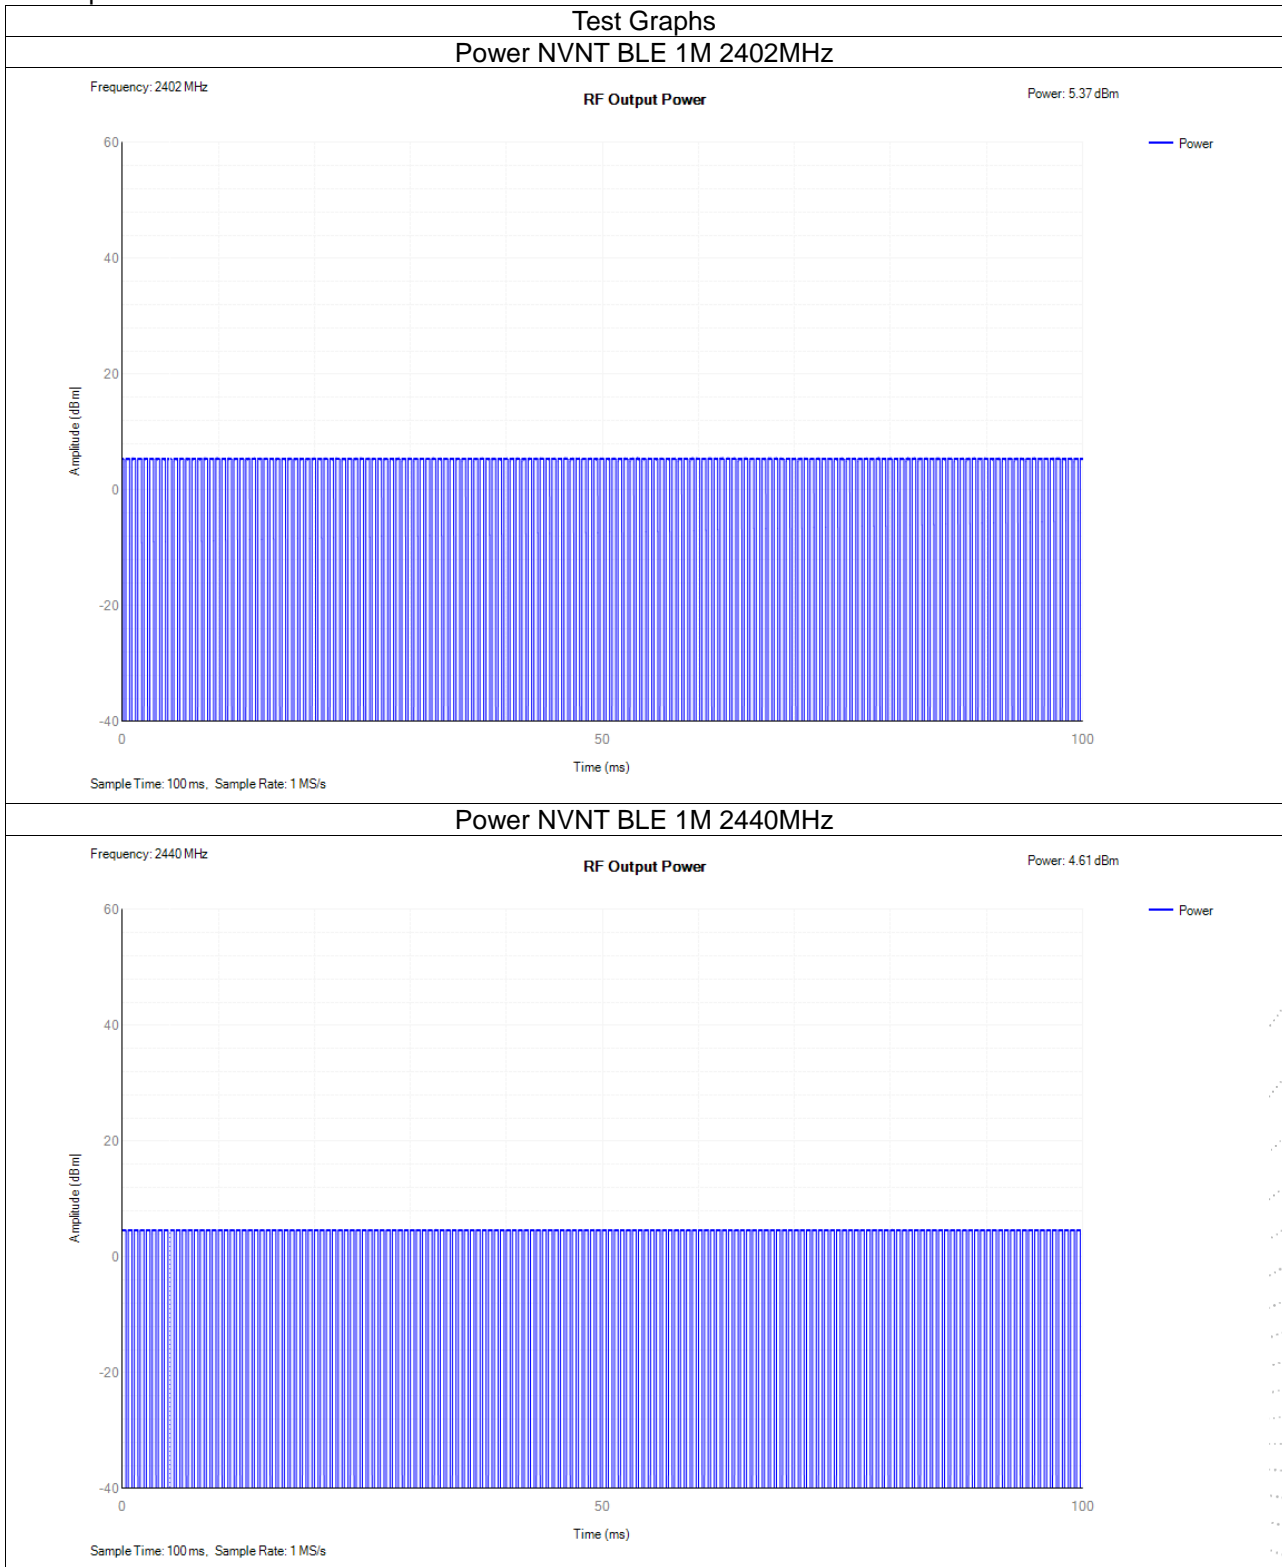 Test Graphs
Power NVNT BLE 1M 2402MHz
Frequency: 2402 MHz
RF Output Power
Power: 5.37 dBm
60
Power
40
20
Amplitude [dBm]
0
-20
-40
0
50
100
Time (ms)
Sample Time: 100 ms, Sample Rate: 1 MS/s
Power NVNT BLE 1M 2440MHz
Frequency: 2440 MHz
RF Output Power
Power: 4.61 dBm
60
Power
40
20
Amplitude [dBm]
0
-20
-40
0
50
100
Time (ms)
Sample Time: 100 ms, Sample Rate: 1 MS/s